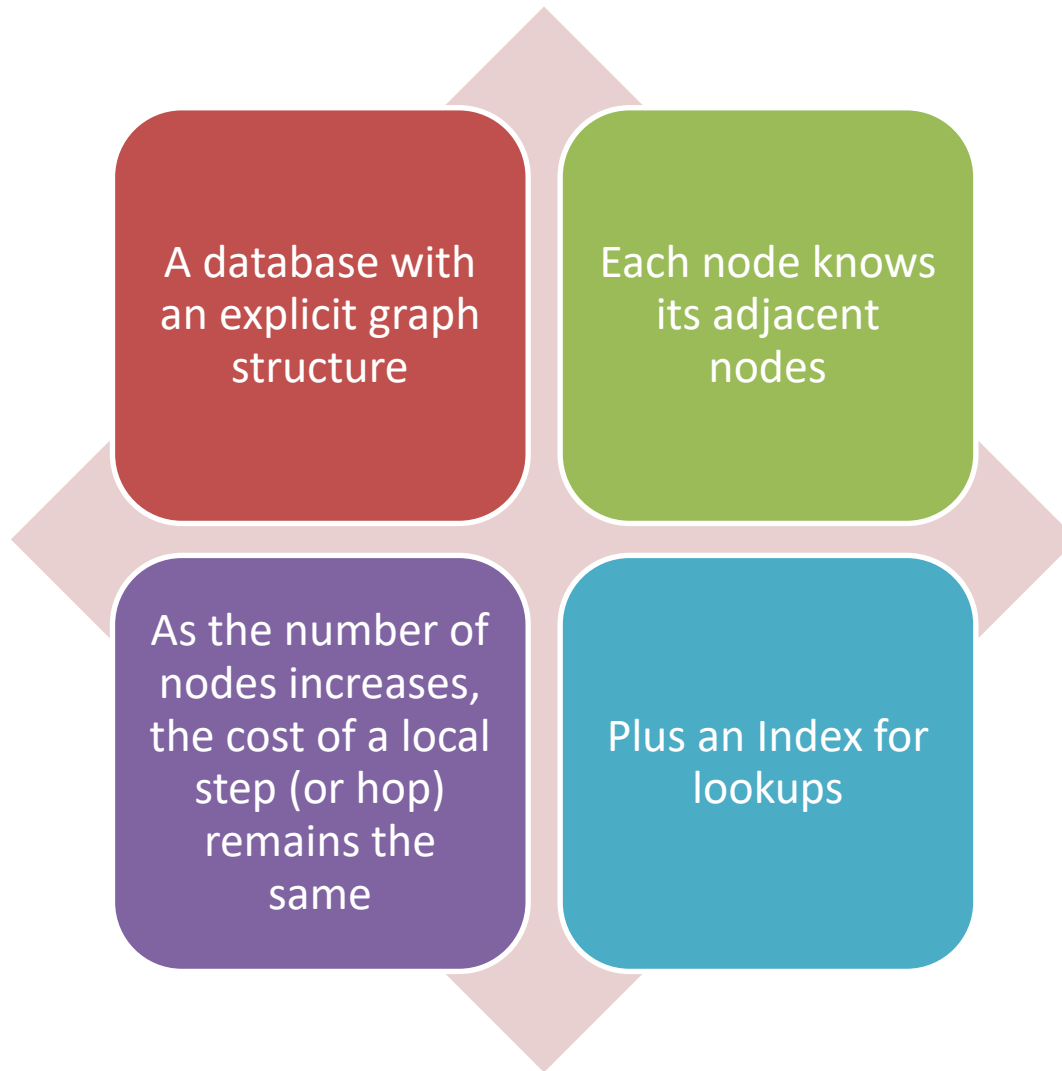 A database with
an explicit graph
structure
Each node knows
its adjacent
nodes
As the number of
nodes increases,
the cost of a local
step (or hop)
remains the
same
Plus an Index for
lookups